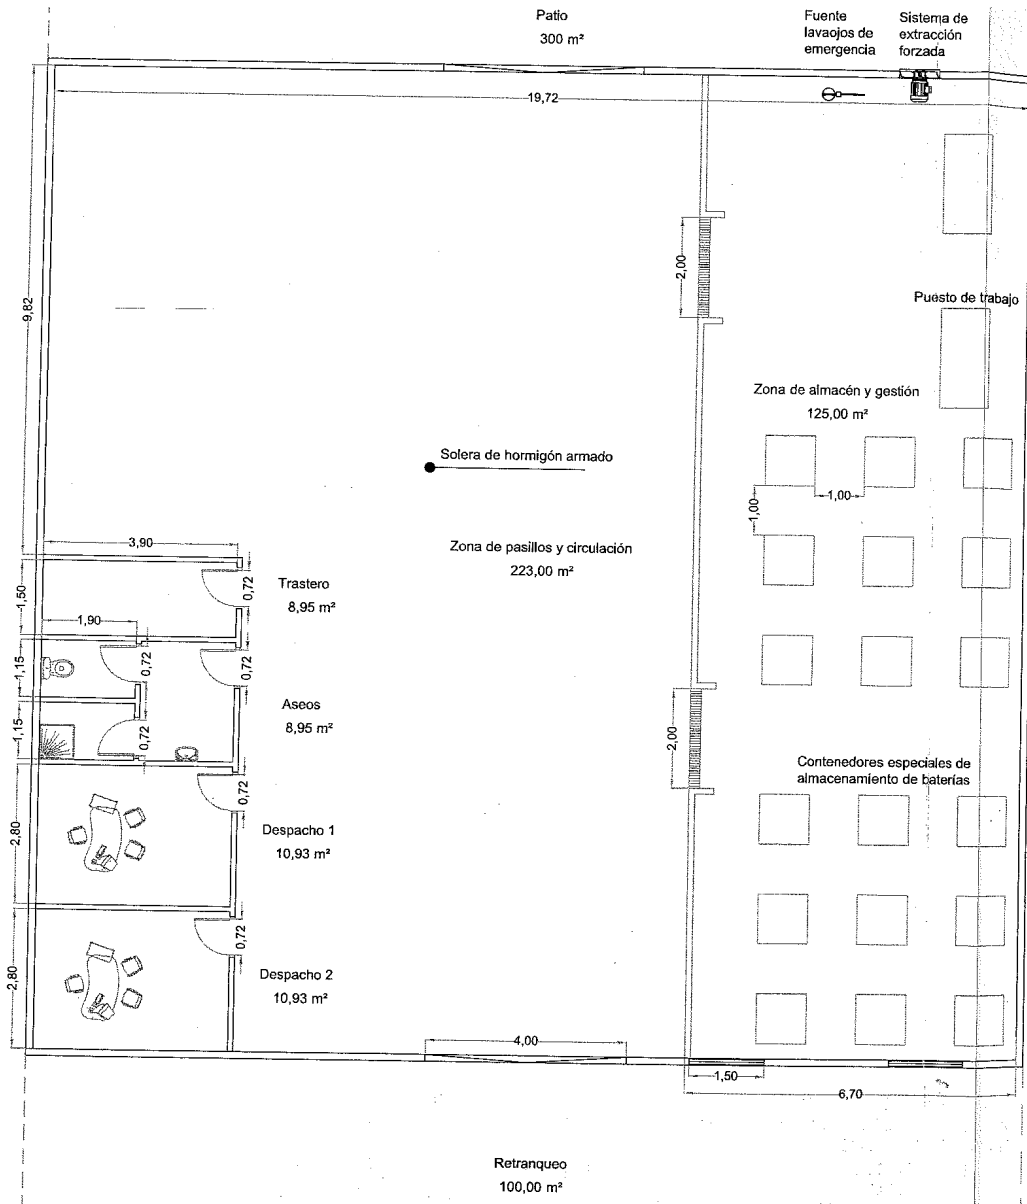 Patio
300 m²
Fuente
lavaojos de
emergencia
Sistema de
extracción
forzada
19,72
9,82
2,00
Puesto de trabajo
Zona de almacén y gestión
125,00 m²
Solera de hormigón armado
1,00
1,00
3,90
Zona de pasillos y circulación
223,00 m²
Trastero
8,95 m²
0,72
1,50
1,90
0,72
0,72
1,15
Aseos
8,95 m²
1,15
0,72
2,00
Contenedores especiales de
almacenamiento de baterías
0,72
Despacho 1
10,93 m²
2,80
0,72
Despacho 2
10,93 m²
2,80
4,00
1,50
6,70
Retranqueo
100,00 m²